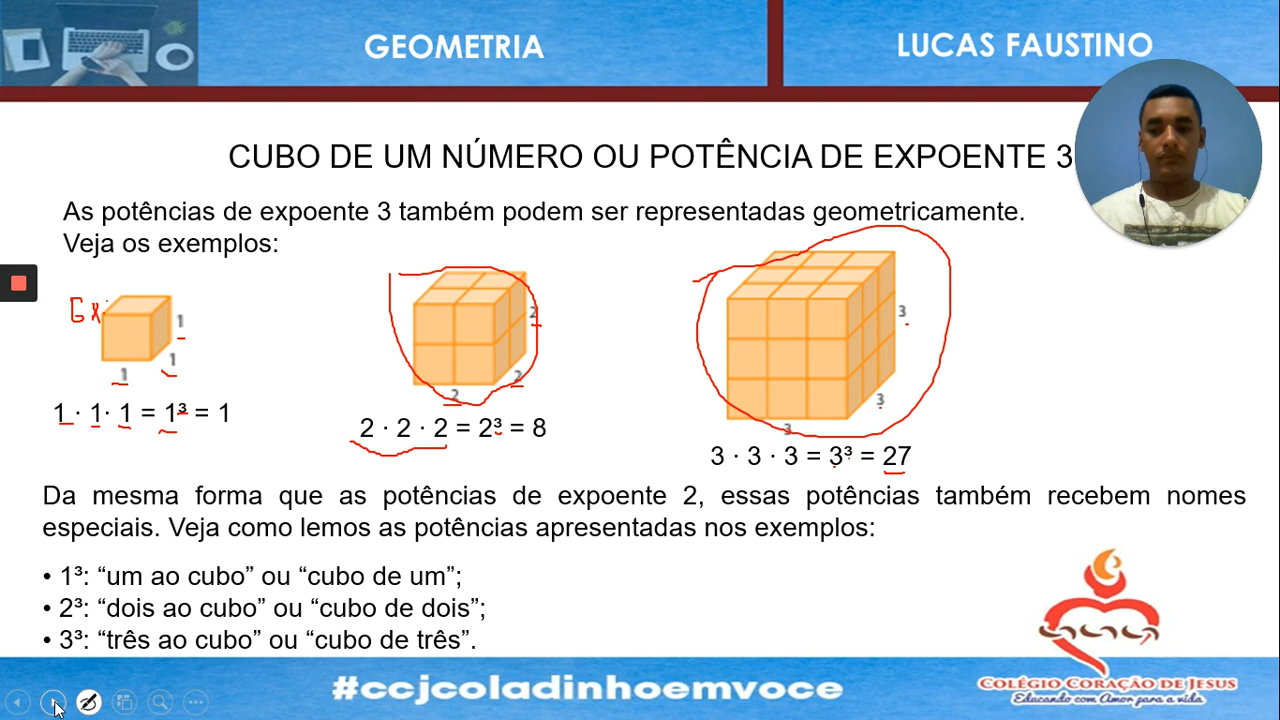 GEOMETRIA
LUCAS FAUSTINO
CUBO DE UM NÚMERO OU POTÊNCIA DE EXPOENTE 3
As potências de expoente 3 também podem ser representadas geometricamente.
Veja os exemplos:
Ex
1
1
1
2
2
2
3
3
3
1 · 1· 1 = 1³ = 1
2 · 2 · 2 = 2³ = 8
3 · 3 · 3 = 3³ = 27
Da mesma forma que as potências de expoente 2, essas potências também recebem nomes
especiais. Veja como lemos as potências apresentadas nos exemplos:
• 1³: “um ao cubo” ou “cubo de um”;
• 2³: “dois ao cubo” ou “cubo de dois”;
• 3³: “três ao cubo” ou “cubo de três”.
#ccjcoladinhoemvoce
COLÉGIO CORAÇÃO DE JESUS
Educando com Amor para a vida